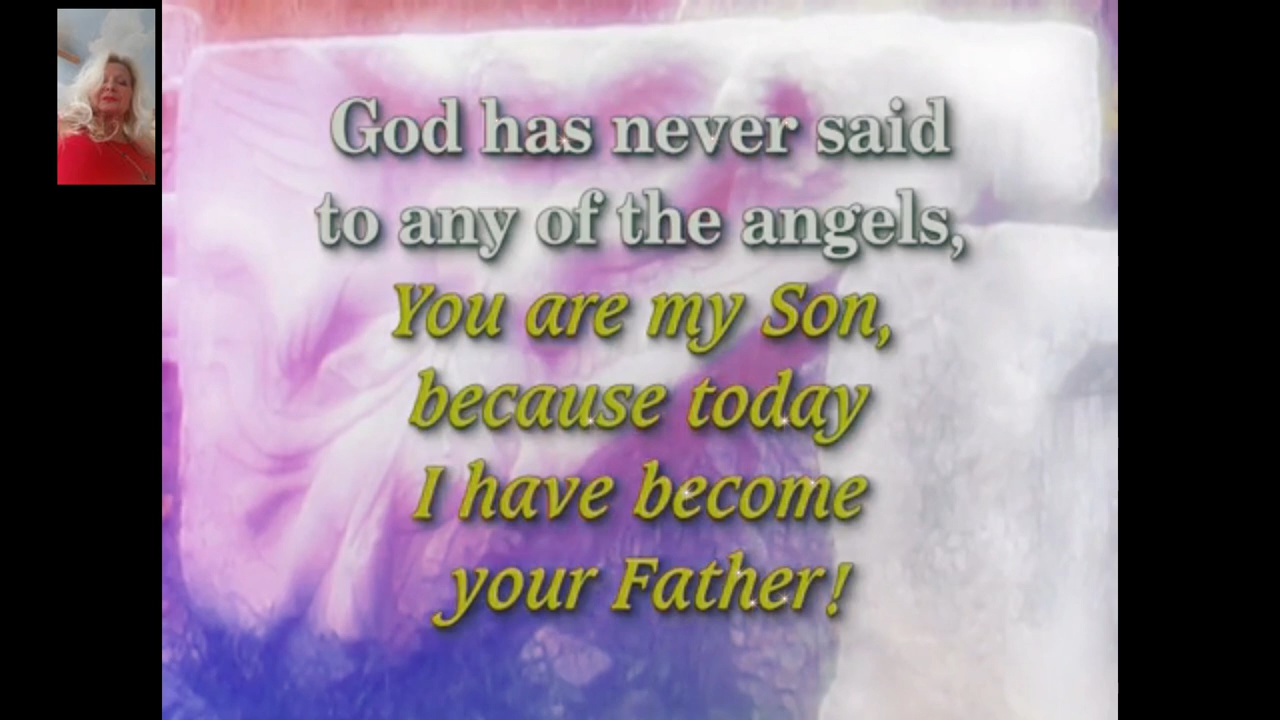 God has never said
to any of the angels,
You are my Son,
because today
I have become
your Father!